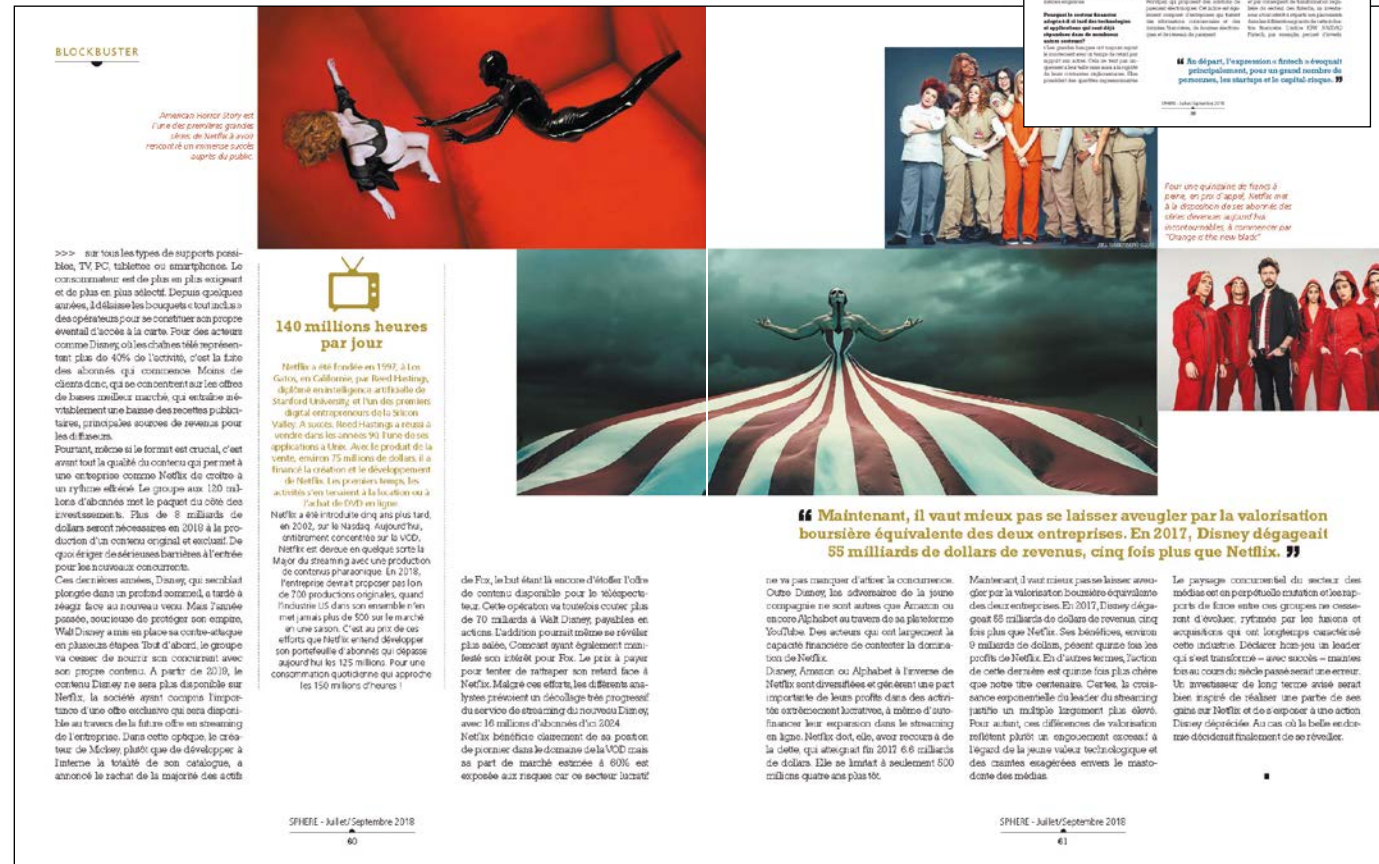 BLOCKBUSTER
American Horror Story est
l'une des premières grandes
séries de Netflix à avoir
rencontré un immense succès
auprès du public.
>>> sur tous les types de supports possi-
bles, TV, PC, tablettes ou smartphones. Le
consommateur est de plus en plus exigeant
et de plus en plus sélectif. Depuis quelques
années, il délaisse les bouquets « tout inclus »
des opérateurs pour se constituer son propre
éventail d'accès à la carte. Pour des acteurs
comme Disney, où les chaînes télé représen-
tent plus de 40% de l'activité, c'est la fuite
des abonnés qui commence. Moins de
clients donc, qui se concentrent sur les offres
de bases meilleur marché, qui entraîne iné-
vitablement une baisse des recettes publici-
taires, principales sources de revenus pour
les diffuseurs.
Pourtant, même si le format est crucial, c'est
avant tout la qualité du contenu qui permet à
une entreprise comme Netflix de croître à
un rythme effréné. Le groupe aux 120 mil-
lions d'abonnés met le paquet du côté des
investissements. Plus de 8 milliards de
dollars seront nécessaires en 2018 à la pro-
duction d'un contenu original et exclusif. De
quoi ériger de sérieuses barrières à l'entrée
pour les nouveaux concurrents.
Ces dernières années, Disney, qui semblait
plongée dans un profond sommeil, a tardé à
réagir face au nouveau venu. Mais l'année
passée, soucieuse de protéger son empire,
Walt Disney a mis en place sa contre-attaque
en plusieurs étapes. Tout d'abord, le groupe
va cesser de nourrir son concurrent avec
son propre contenu. A partir de 2019, le
contenu Disney ne sera plus disponible sur
Netflix, la société ayant compris l'impor-
tance d'une offre exclusive qui sera disponi-
ble au travers de la future offre en streaming
de l'entreprise. Dans cette optique, le créa-
teur de Mickey, plutôt que de développer à
l'interne la totalité de son catalogue, a
annoncé le rachat de la majorité des actifs
140 millions heures
par jour
Netflix a été fondée en 1997, à Los
Gatos, en Californie, par Reed Hastings,
diplômé en intelligence artificielle de
Stanford University, et l'un des premiers
digital entrepreneurs de la Silicon
Valley. A succès. Reed Hastings a réussi à
vendre dans les années 90 l'une de ses
applications à Unix. Avec le produit de la
vente, environ 75 millions de dollars, il a
financé la création et le développement
de Netflix. Les premiers temps, les
activités s'en tenaient à la location ou à
l'achat de DVD en ligne.
Netflix a été introduite cinq ans plus tard,
en 2002, sur le Nasdaq. Aujourd'hui,
entièrement concentrée sur la VOD,
Netflix est devenue en quelque sorte la
Major du streaming avec une production
de contenus pharaonique. En 2018,
l'entreprise devrait proposer pas loin
de 700 productions originales, quand
l'industrie US dans son ensemble n'en
met jamais plus de 500 sur le marché
en une saison. C'est au prix de ces
efforts que Netflix entend développer
son portefeuille d'abonnés qui dépasse
aujourd'hui les 125 millions. Pour une
consommation quotidienne qui approche
les 150 millions d'heures !
de Fox, le but étant là encore d'étoffer l'offre
de contenu disponible pour le téléspecta-
teur. Cette opération va toutefois couter plus
de 70 milliards à Walt Disney, payables en
actions. L'addition pourrait même se révéler
plus salée, Comcast ayant également mani-
festé son intérêt pour Fox. Le prix à payer
pour tenter de rattraper son retard face à
Netflix. Malgré ces efforts, les différents ana-
lystes prévoient un décollage très progressif
du service de streaming du nouveau Disney,
avec 16 millions d'abonnés d'ici 2024.
Netflix bénéficie clairement de sa position
de pionnier dans le domaine de la VOD mais
sa part de marché estimée à 60% est
exposée aux risques car ce secteur lucratif
SPHERE - Juillet/Septembre 2018
60
Pourquoi le secteur financier
adopte-t-il si tard des technologies
et applications qui sont déjà
répandues dans de nombreux
autres secteurs?
“ Au départ, l'expression « fintech » évoquait
principalement, pour un grand nombre de
personnes, les startups et le capital-risque. ”
SPHERE - Juillet/Septembre 2018
Pour une quinzaine de francs à
peine, en prix d'appel, Netflix met
à la disposition de ses abonnés des
séries devenues aujourd'hui
incontournables, à commencer par
"Orange is the new black"
“ Maintenant, il vaut mieux pas se laisser aveugler par la valorisation
boursière équivalente des deux entreprises. En 2017, Disney dégageait
55 milliards de dollars de revenus, cinq fois plus que Netflix. ”
ne va pas manquer d'attirer la concurrence.
Outre Disney, les adversaires de la jeune
compagnie ne sont autres que Amazon ou
encore Alphabet au travers de sa plateforme
YouTube. Des acteurs qui ont largement la
capacité financière de contester la domina-
tion de Netflix.
Disney, Amazon ou Alphabet à l'inverse de
Netflix sont diversifiées et génèrent une part
importante de leurs profits dans des activi-
tés extrêmement lucratives, à même d'auto-
financer leur expansion dans le streaming
en ligne. Netflix doit, elle, avoir recours à de
la dette, qui atteignait fin 2017 6.6 milliards
de dollars. Elle se limitait à seulement 500
millions quatre ans plus tôt.
Maintenant, il vaut mieux pas se laisser aveu-
gler par la valorisation boursière équivalente
des deux entreprises. En 2017, Disney déga-
geait 55 milliards de dollars de revenus, cinq
fois plus que Netflix. Ses bénéfices, environ
9 milliards de dollars, pèsent quinze fois les
profits de Netflix. En d'autres termes, l'action
de cette dernière est quinze fois plus chère
que notre titre centenaire. Certes, la crois-
sance exponentielle du leader du streaming
justifie un multiple largement plus élevé.
Pour autant, ces différences de valorisation
reflètent plutôt un engouement excessif à
l'égard de la jeune valeur technologique et
des craintes exagérées envers le masto-
donte des médias.
Le paysage concurrentiel du secteur des
médias est en perpétuelle mutation et les rap-
ports de force entre ces groupes ne cesse-
ront d'évoluer, rythmés par les fusions et
acquisitions qui ont longtemps caractérisé
cette industrie. Déclarer hors-jeu un leader
qui s'est transformé – avec succès – maintes
fois au cours du siècle passé serait une erreur.
Un investisseur de long terme avisé serait
bien inspiré de réaliser une partie de ses
gains sur Netflix et de s'exposer à une action
Disney dépréciée. Au cas où la belle endor-
mie déciderait finalement de se réveiller.
SPHERE - Juillet/Septembre 2018
61